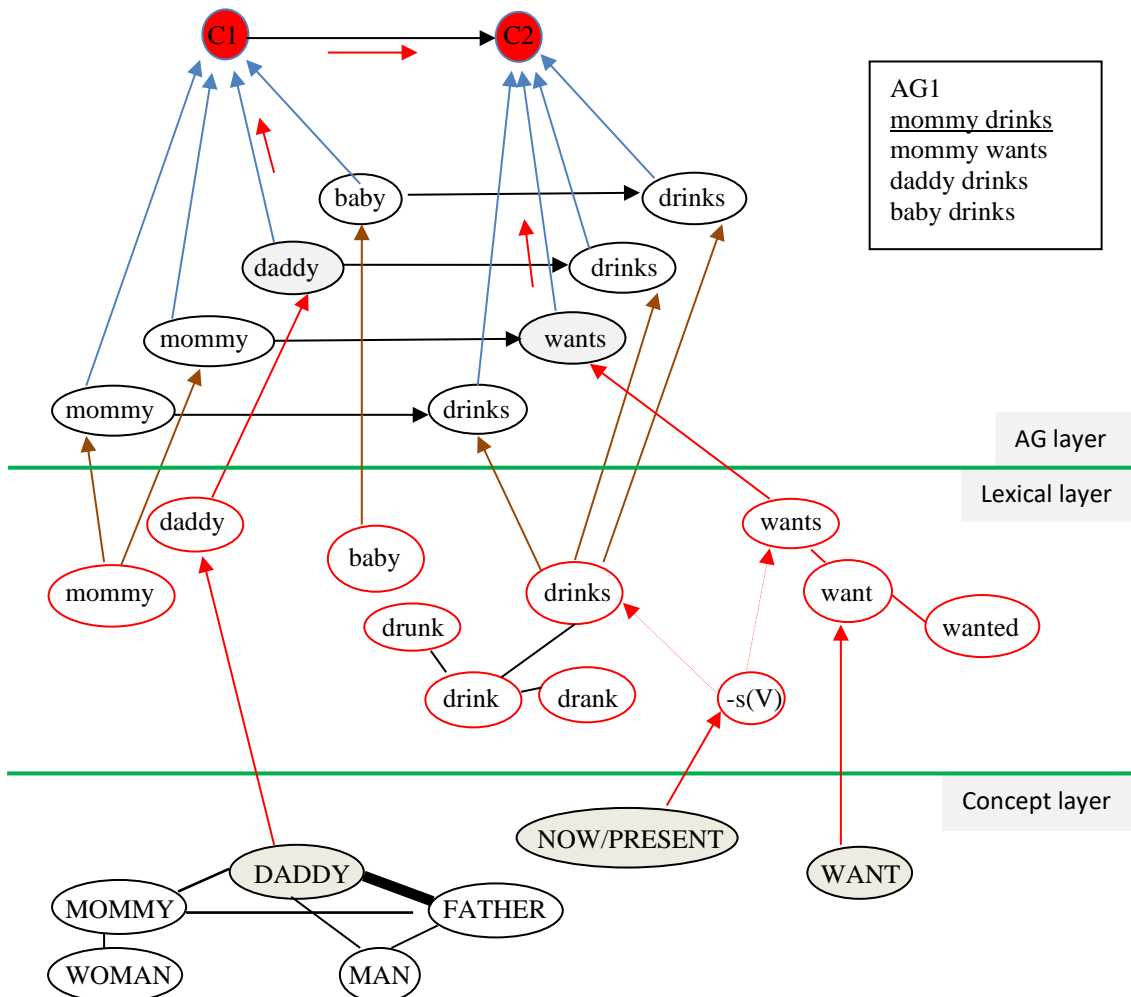 C1
C2
AG1
mommy drinks
mommy wants
daddy drinks
baby drinks
baby
drinks
daddy
drinks
mommy
wants
mommy
drinks
AG layer
Lexical layer
daddy
wants
baby
mommy
drinks
want
drunk
wanted
drink
drank
-s(V)
Concept layer
NOW/PRESENT
DADDY
WANT
MOMMY
FATHER
WOMAN
MAN